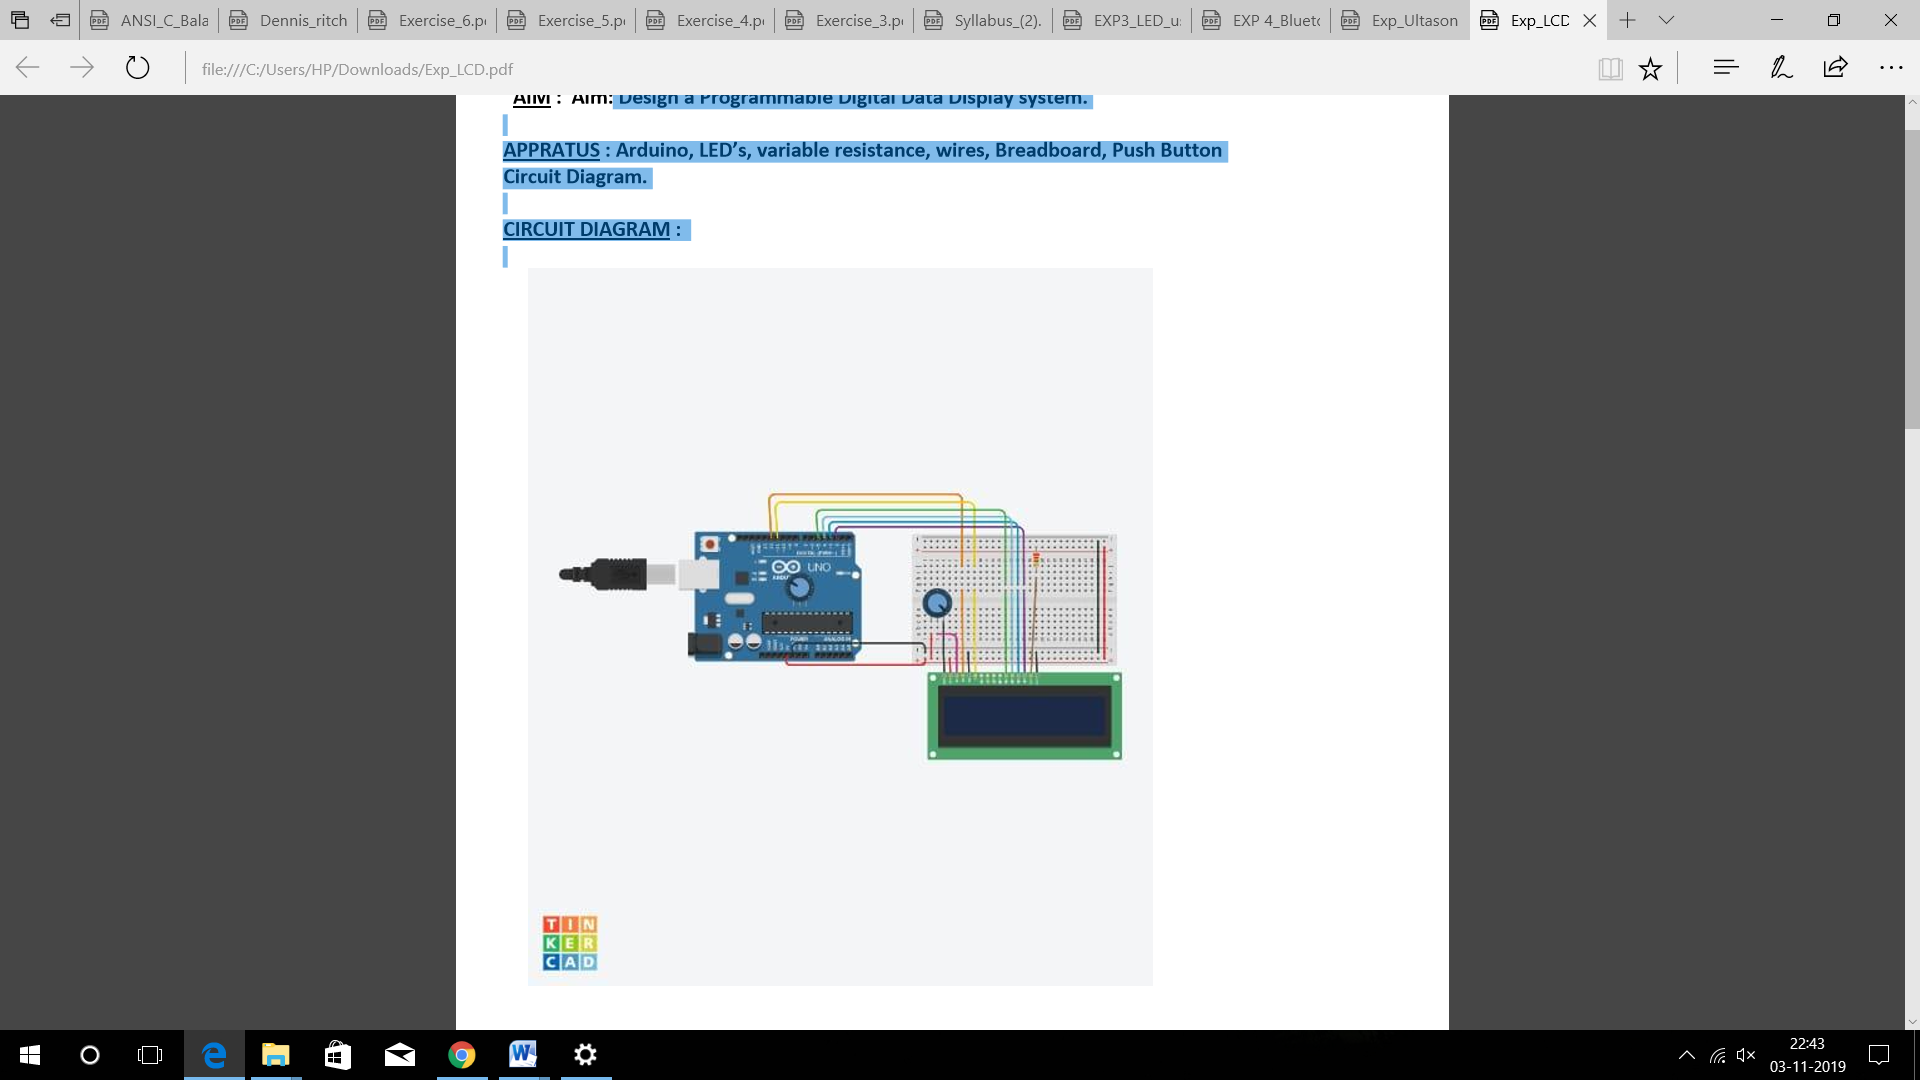 ANSI_C_Bala
Dennis_ritch
Exercise_6.p
Exercise_5.p
Exercise_4.p
Exercise_3.p
Syllabus_(2).
EXP3_LED_u
EXP 4_Bluet
Exp_Ultason
Exp_LCD
file:///C:/Users/HP/Downloads/Exp_LCD.pdf
AIM : Aim: Design a Programmable Digital Data Display system.
APPRATUS : Arduino, LED’s, variable resistance, wires, Breadboard, Push Button
Circuit Diagram.
CIRCUIT DIAGRAM :
UNO
TIN
KER
CAD
22:43
03-11-2019